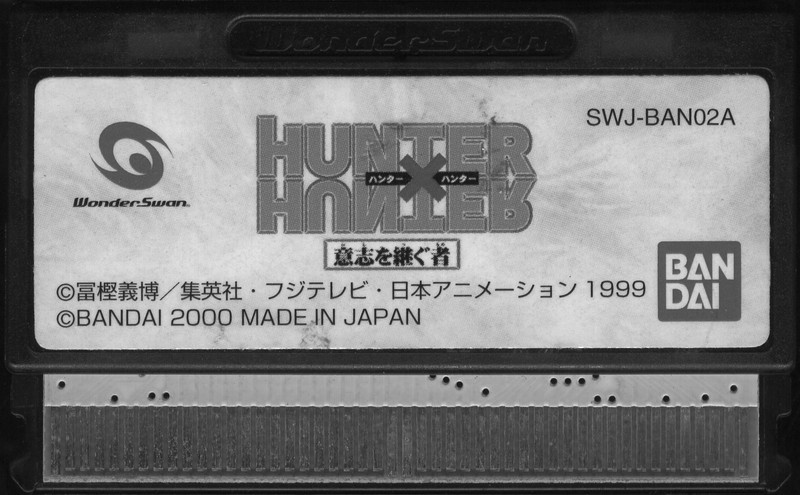 WonderSwan
SWJ-BAN02A
HUNTER
ハンター×ハンター
HUNTER
WonderSwan
意志を継ぐ者
BAN
DAI
©冨樫義博／集英社・フジテレビ・日本アニメーション 1999
©BANDAI 2000 MADE IN JAPAN